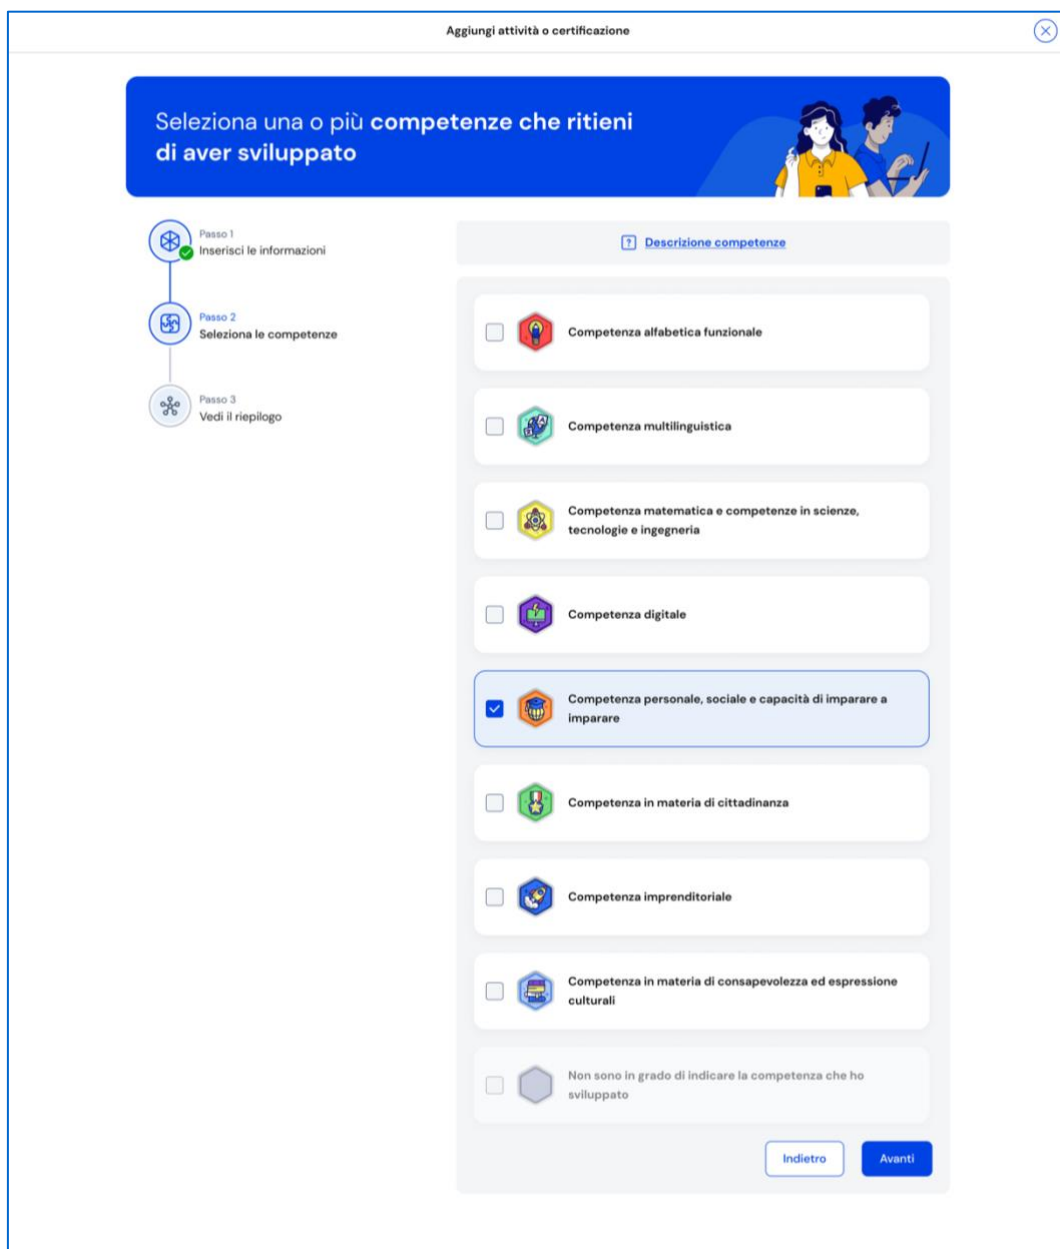 Aggiungi attività o certificazione
Seleziona una o più competenze che ritieni
di aver sviluppato
Passo 1
Inserisci le informazioni
Passo 2
Seleziona le competenze
Passo 3
Vedi il riepilogo
Descrizione competenze
Competenza alfabetica funzionale
Competenza multilinguistica
Competenza matematica e competenze in scienze,
tecnologie e ingegneria
Competenza digitale
Competenza personale, sociale e capacità di imparare a
imparare
Competenza in materia di cittadinanza
Competenza imprenditoriale
Competenza in materia di consapevolezza ed espressione
culturali
Non sono in grado di indicare la competenza che ho
sviluppato
Indietro
Avanti